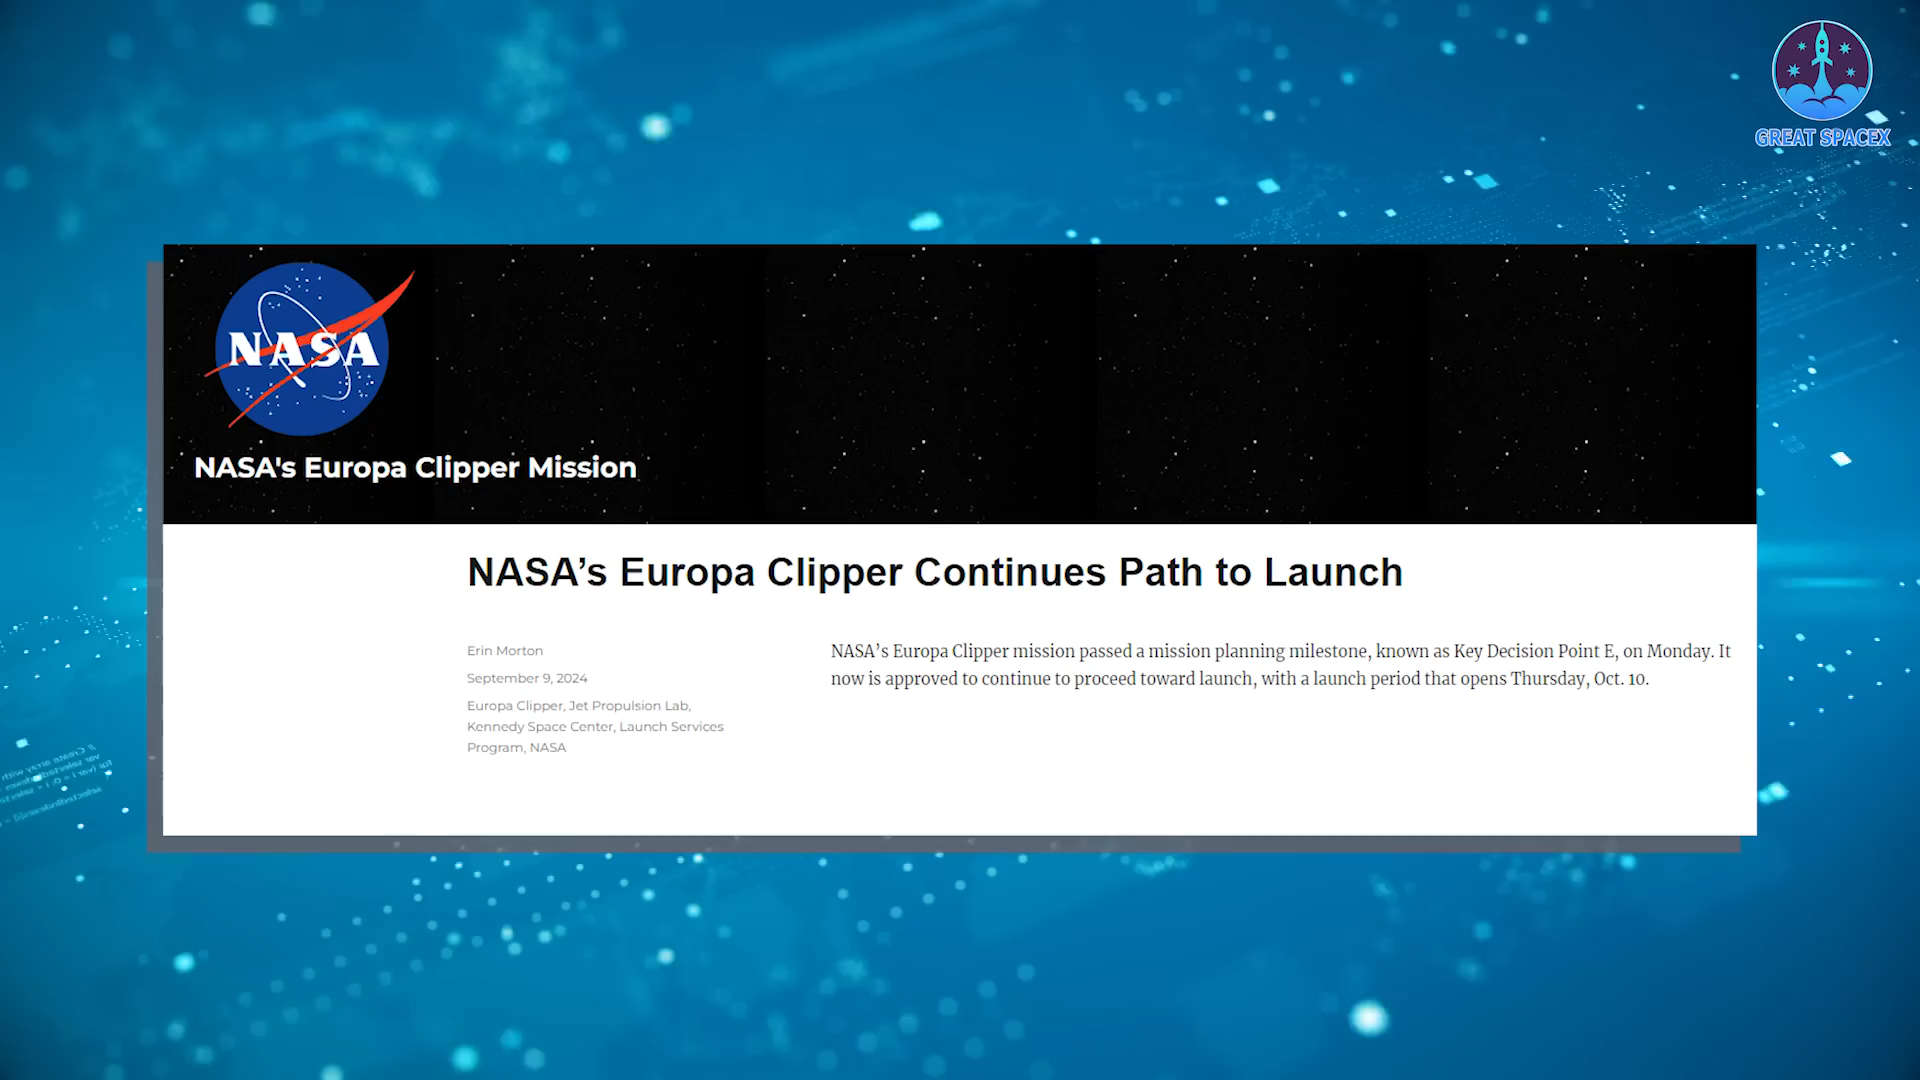 GREAT SPACEX
NASA
NASA's Europa Clipper Mission
NASA’s Europa Clipper Continues Path to Launch
Erin Morton
September 9, 2024
Europa Clipper, Jet Propulsion Lab,
Kennedy Space Center, Launch Services
Program, NASA
NASA’s Europa Clipper mission passed a mission planning milestone, known as Key Decision Point E, on Monday. It
now is approved to continue to proceed toward launch, with a launch period that opens Thursday, Oct. 10.